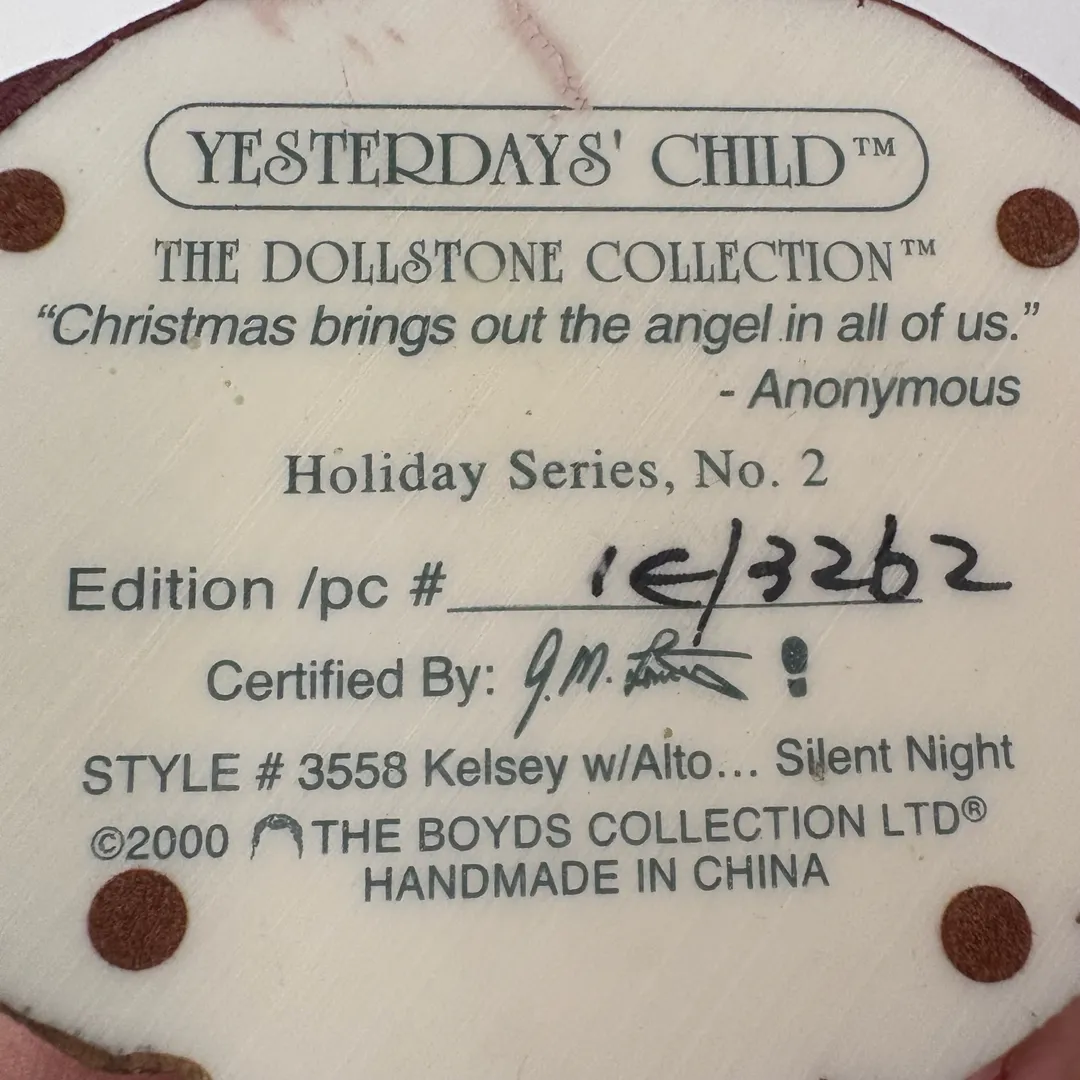 YESTERDAYS' CHILD™
THE DOLLSTONE COLLECTION™
“Christmas brings out the angel in all of us.”
- Anonymous
Holiday Series, No. 2
Edition /pc # 1E/3262
Certified By: G.M.
STYLE # 3558 Kelsey w/Alto... Silent Night
©2000 THE BOYDS COLLECTION LTD®
HANDMADE IN CHINA